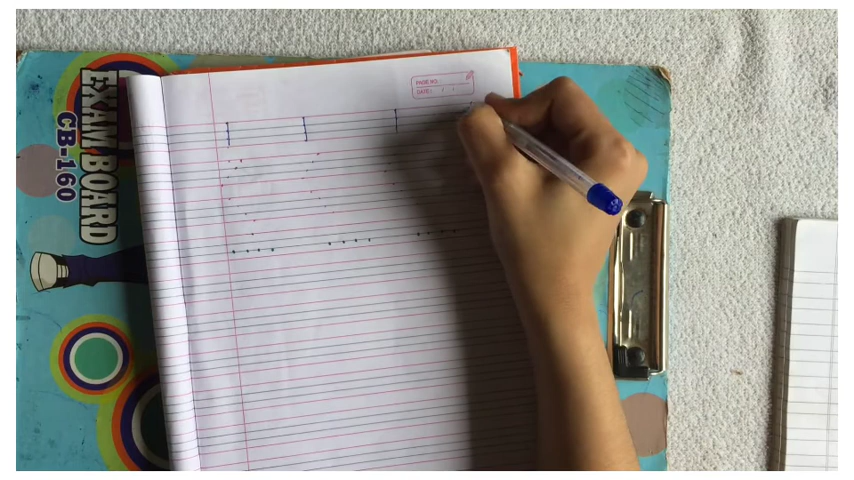 EXAM BOARD
CB-160
PAGE NO.:
DATE: / /
I I I